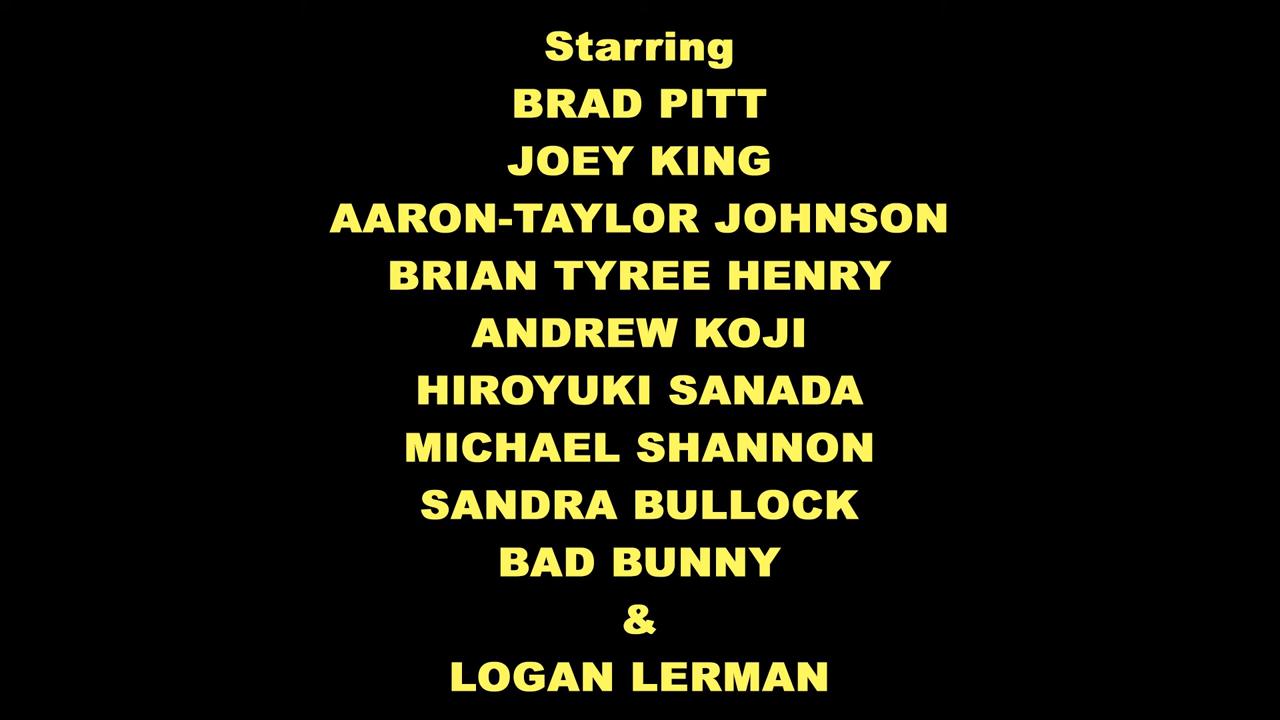 Starring
BRAD PITT
JOEY KING
AARON-TAYLOR JOHNSON
BRIAN TYREE HENRY
ANDREW KOJI
HIROYUKI SANADA
MICHAEL SHANNON
SANDRA BULLOCK
BAD BUNNY
&
LOGAN LERMAN